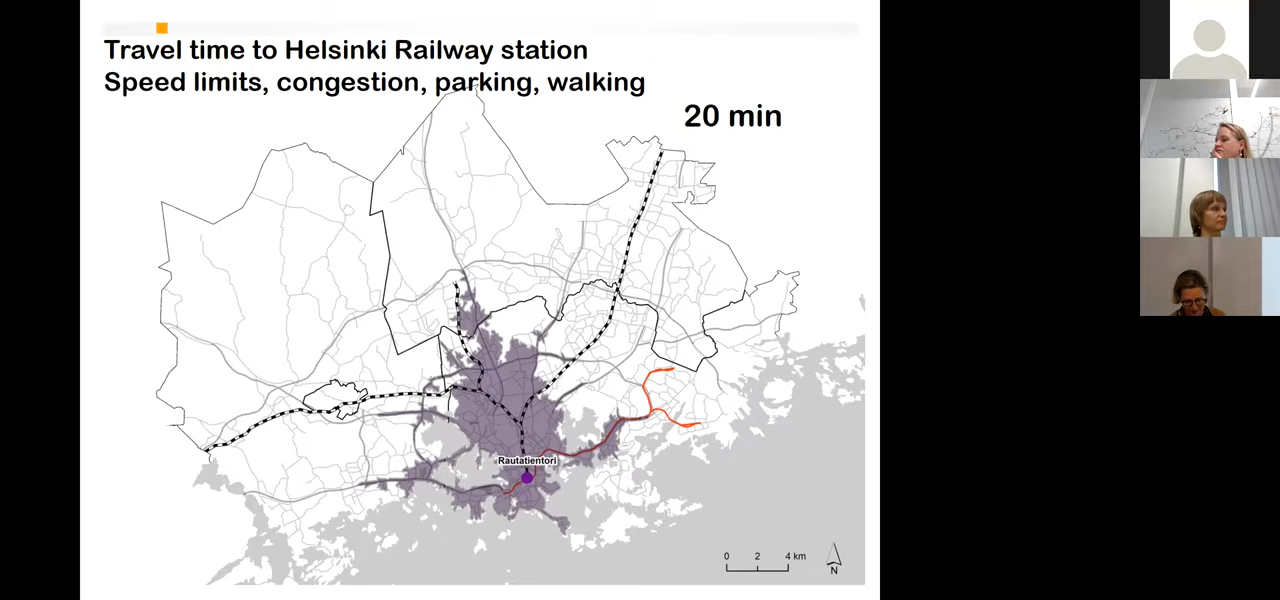 Travel time to Helsinki Railway station
Speed limits, congestion, parking, walking
20 min
Rautatientori
0 2 4 km
N